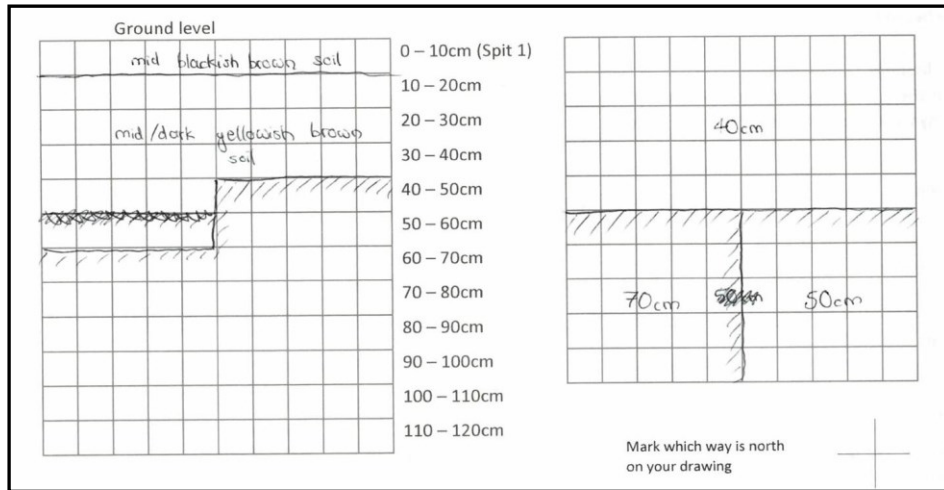 Ground level
mid blackish brown soil
mid/dark yellowish brown
soil
0 – 10cm (Spit 1)
10 – 20cm
20 – 30cm
30 – 40cm
40 – 50cm
50 – 60cm
60 – 70cm
70 – 80cm
80 – 90cm
90 – 100cm
100 – 110cm
110 – 120cm
40cm
70cm
50cm
Mark which way is north
on your drawing